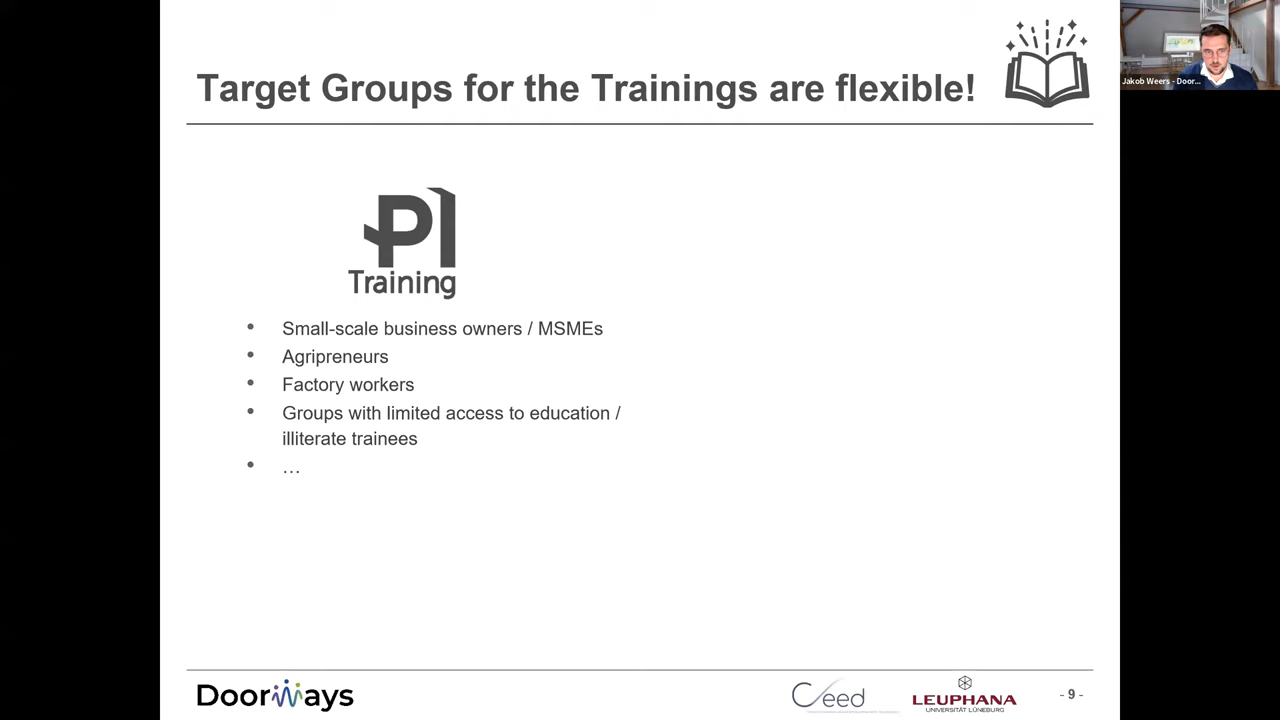 Target Groups for the Trainings are flexible!
Jakob Weers - Door...
PI
Training
• Small-scale business owners / MSMEs
• Agripreneurs
• Factory workers
• Groups with limited access to education /
illiterate trainees
• …
Doorways
Ceed
LEUPHANA
UNIVERSITÄT LÜNEBURG
- 9 -